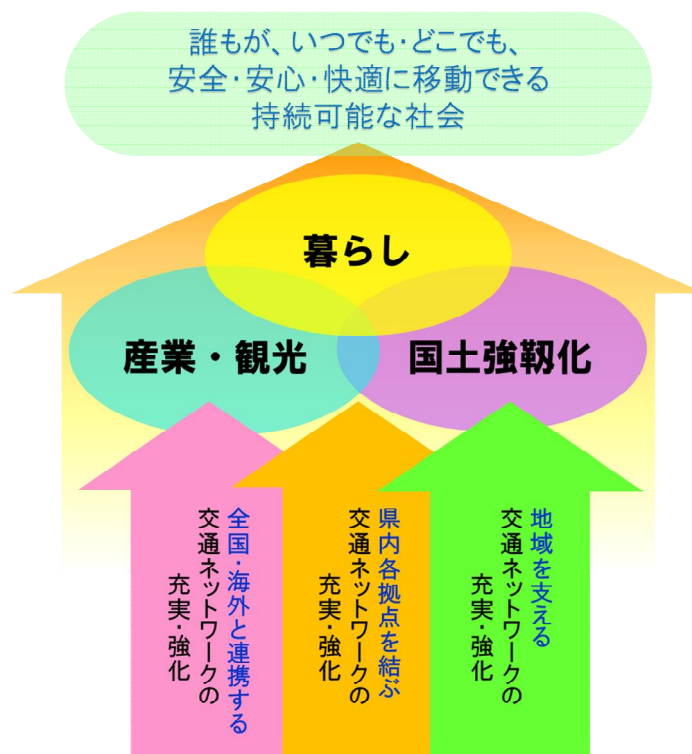 誰もが、いつでも・どこでも、
安全・安心・快適に移動できる
持続可能な社会
暮らし
産業・観光
国土強靱化
全国・海外と連携する
交通ネットワークの
充実・強化
県内各拠点を結ぶ
交通ネットワークの
充実・強化
地域を支える
交通ネットワークの
充実・強化